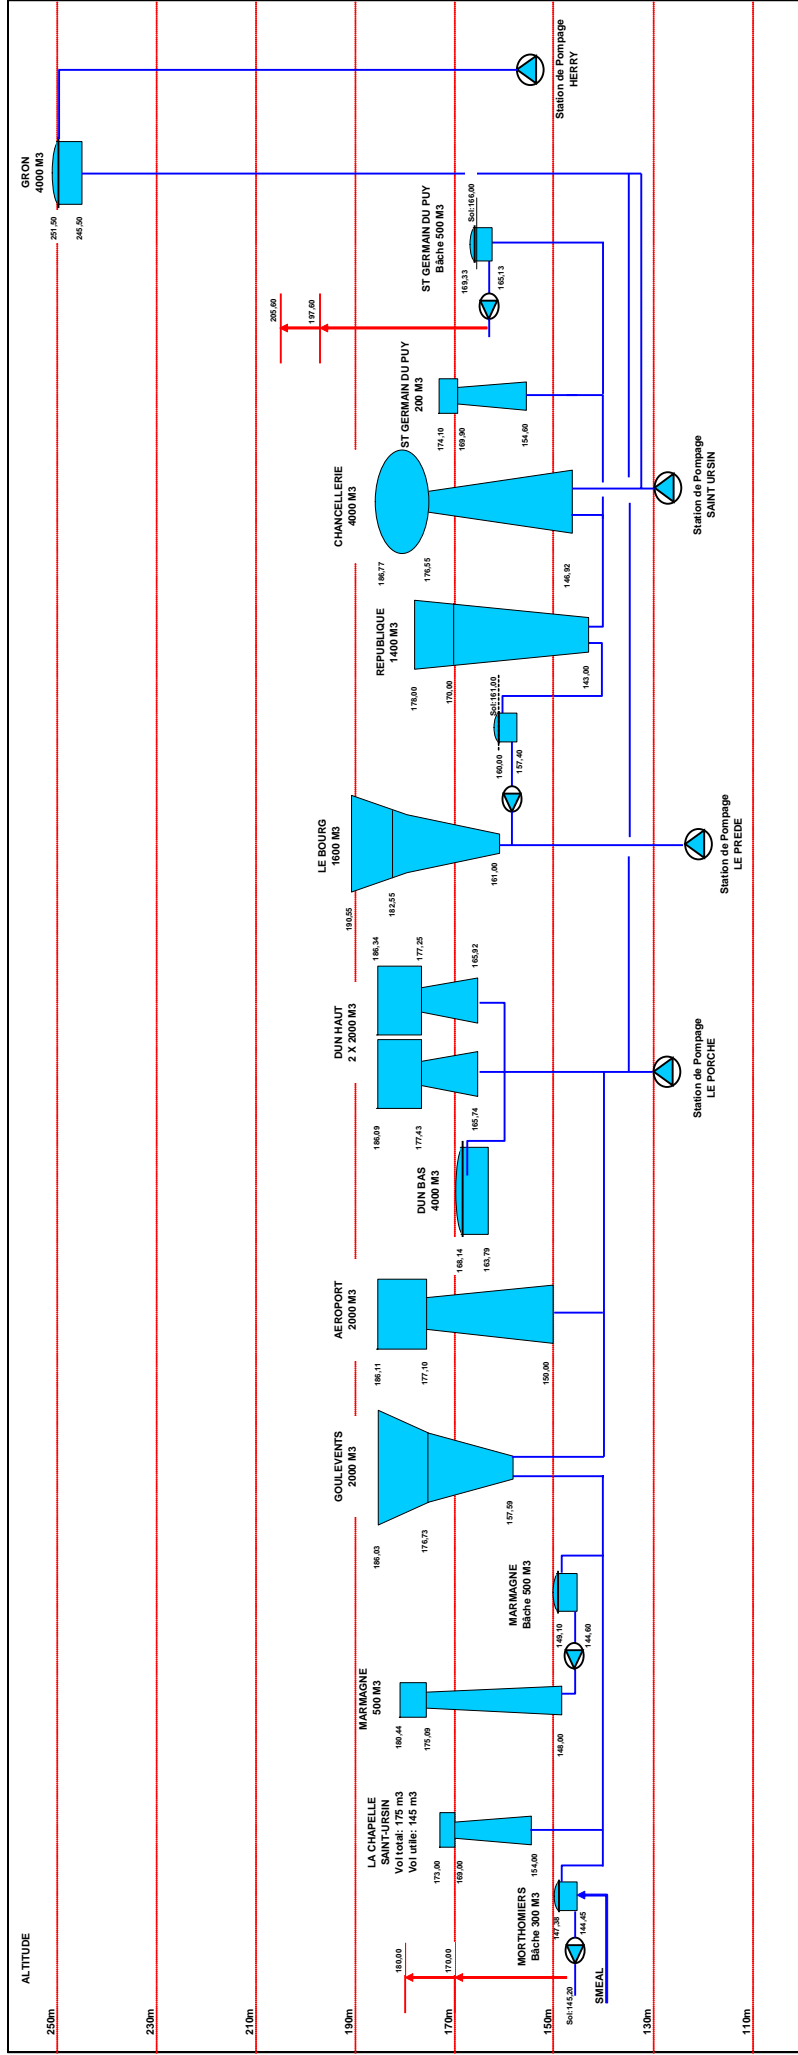 ALTITUDE
250m
230m
210m
190m
170m
150m
130m
110m
180,00
170,00
MORTHOMIERS
Bâche 300 M3
147,38
144,45
Sol:145,20
SMEAL
LA CHAPELLE
SAINT-URSIN
Vol total: 175 m3
Vol utile: 145 m3
173,00
169,00
154,00
MARMAGNE
500 M3
180,44
175,09
148,00
MARMAGNE
Bâche 500 M3
149,10
144,60
GOULEVENTS
2000 M3
186,03
176,73
157,59
AEROPORT
2000 M3
186,11
177,10
150,00
DUN BAS
4000 M3
168,14
163,79
DUN HAUT
2 X 2000 M3
186,09
177,43
165,74
186,34
177,25
165,92
Station de Pompage
LE PORCHE
LE BOURG
1600 M3
190,55
182,55
161,00
Station de Pompage
LE PREDE
160,00
157,40
Sol:161,00
REPUBLIQUE
1400 M3
178,00
170,00
143,00
CHANCELLERIE
4000 M3
186,77
176,55
146,92
Station de Pompage
SAINT URSIN
ST GERMAIN DU PUY
200 M3
174,10
169,90
154,60
205,60
197,60
ST GERMAIN DU PUY
Bâche 500 M3
169,33
165,13
Sol:166,00
GRON
4000 M3
251,50
245,50
Station de Pompage
HERRY